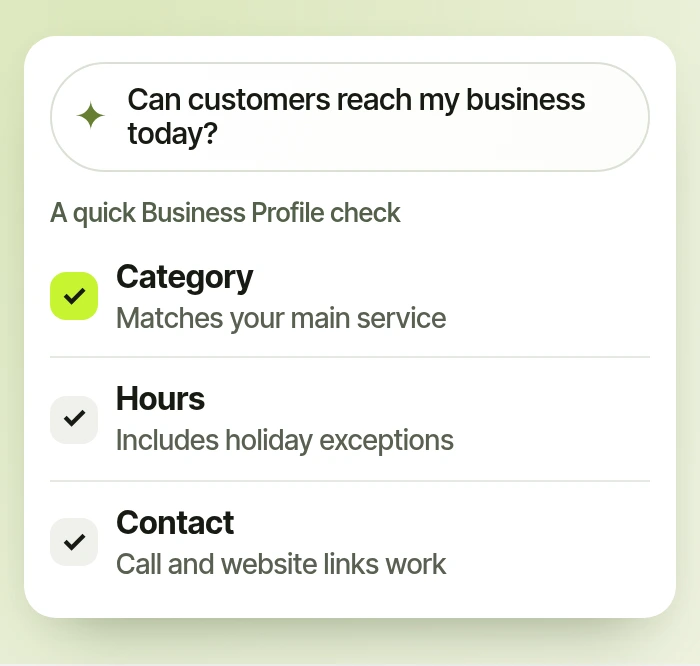 Can customers reach my business
today?
A quick Business Profile check
Category
Matches your main service
Hours
Includes holiday exceptions
Contact
Call and website links work